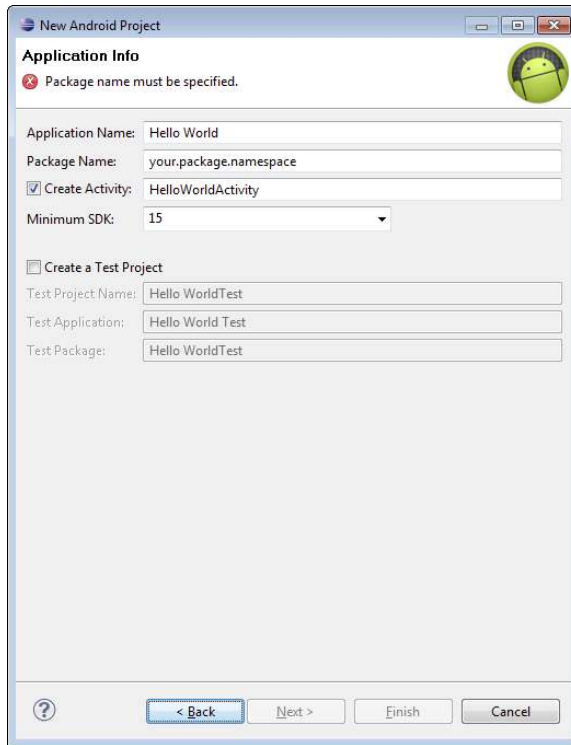 New Android Project
Application Info
Package name must be specified.
Application Name: Hello World
Package Name: your.package.namespace
Create Activity: HelloWorldActivity
Minimum SDK: 15
Create a Test Project
Test Project Name: Hello WorldTest
Test Application: Hello World Test
Test Package: Hello WorldTest
? < Back Next > Finish Cancel